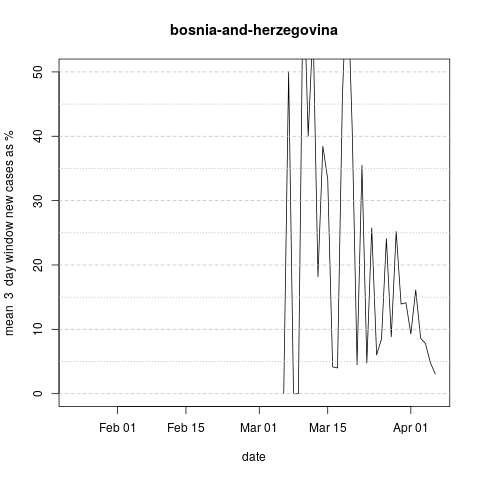 bosnia-and-herzegovina
mean 3 day window new cases as %
50
40
30
20
10
0
Feb 01 Feb 15 Mar 01 Mar 15 Apr 01
date